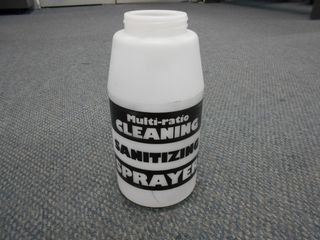 Multi-ratio
CLEANING
SANITIZING
SPRAYER